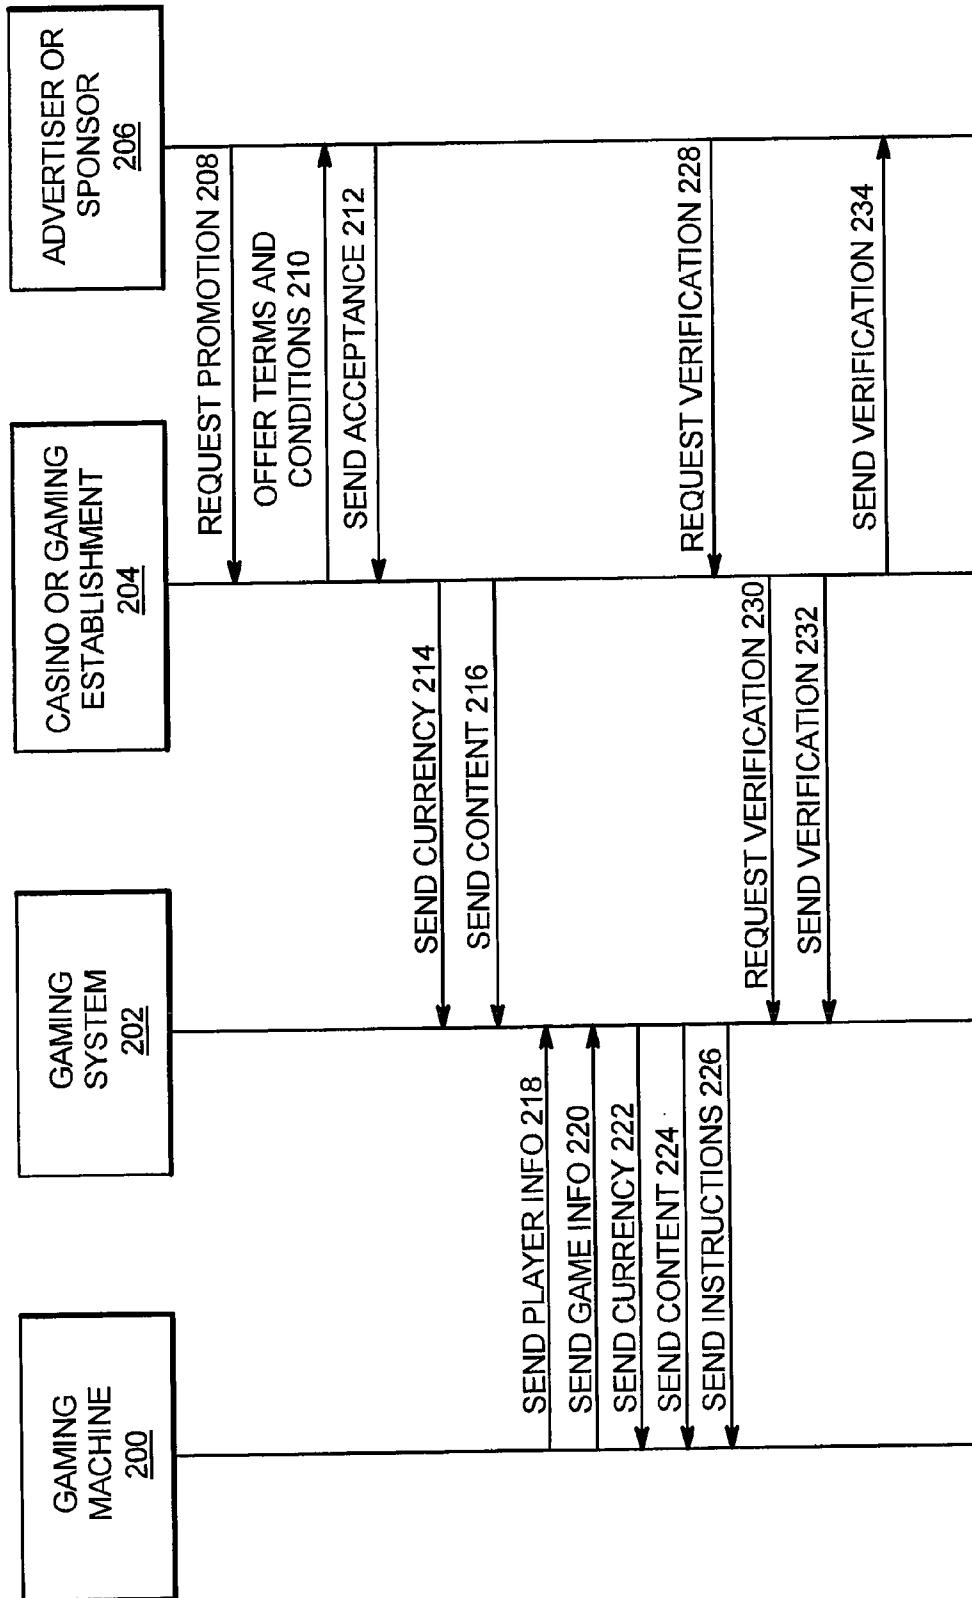 GAMING
MACHINE
200
GAMING
SYSTEM
202
CASINO OR GAMING
ESTABLISHMENT
204
ADVERTISER OR
SPONSOR
206
REQUEST PROMOTION 208
OFFER TERMS AND
CONDITIONS 210
SEND ACCEPTANCE 212
SEND CURRENCY 214
SEND CONTENT 216
SEND PLAYER INFO 218
SEND GAME INFO 220
SEND CURRENCY 222
SEND CONTENT 224
SEND INSTRUCTIONS 226
REQUEST VERIFICATION 228
REQUEST VERIFICATION 230
SEND VERIFICATION 232
SEND VERIFICATION 234